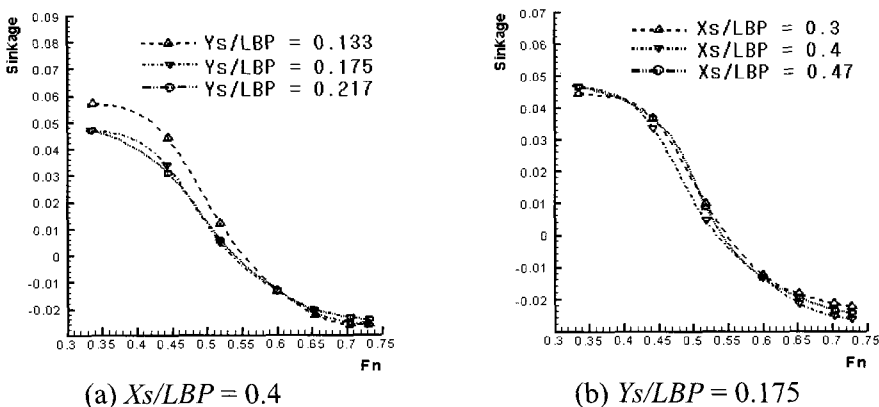 Sinkage
0.09
0.08
0.07
0.06
0.05
0.04
0.03
0.02
0.01
0
-0.01
-0.02
0.3 0.35 0.4 0.45 0.5 0.55 0.6 0.65 0.7 0.75
Fn
Ys/LBP = 0.133
Ys/LBP = 0.175
Ys/LBP = 0.217
(a) Xs/LBP = 0.4
Sinkage
0.07
0.06
0.05
0.04
0.03
0.02
0.01
0
-0.01
-0.02
0.3 0.35 0.4 0.45 0.5 0.55 0.6 0.65 0.7 0.75
Fn
Xs/LBP = 0.3
Xs/LBP = 0.4
Xs/LBP = 0.47
(b) Ys/LBP = 0.175